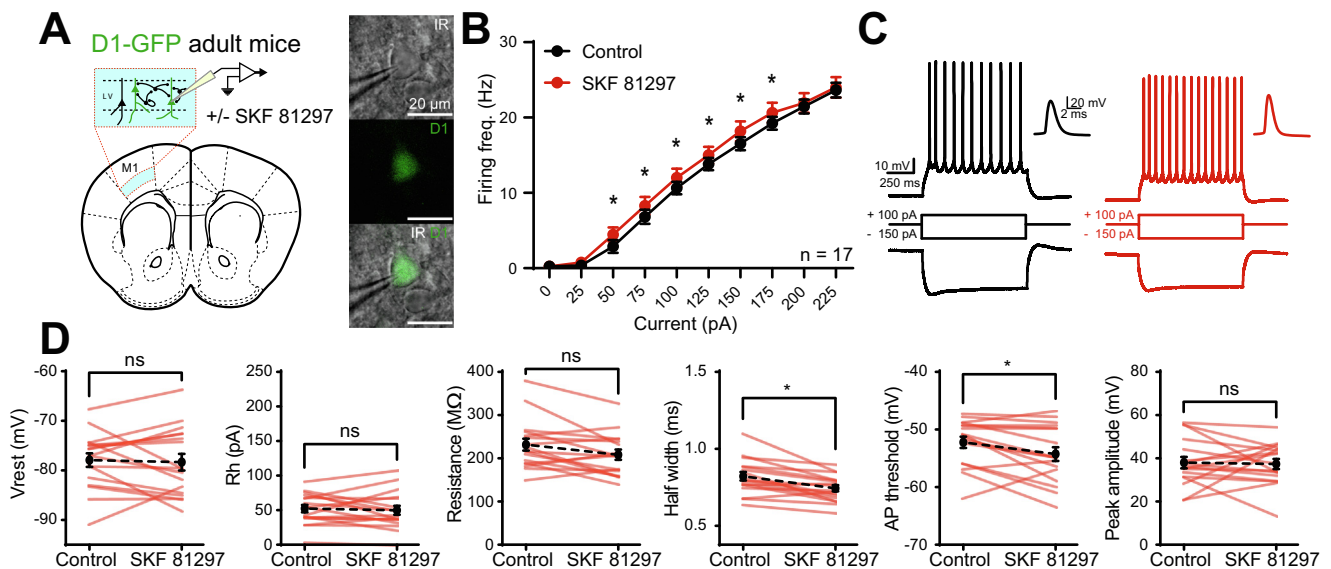 A
D1-GFP adult mice
LV
+/- SKF 81297
M1
IR
20 µm
D1
IR D1
B
Firing freq. (Hz)
30
20
10
0
Control
SKF 81297
* * * * * *
n = 17
0 25 50 75 100 125 150 175 200 225
Current (pA)
C
20 mV
2 ms
10 mV
250 ms
+ 100 pA
- 150 pA
+ 100 pA
- 150 pA
D
Vrest (mV)
-60
-70
-80
-90
ns
Control SKF 81297
Rh (pA)
250
200
150
100
50
0
ns
Control SKF 81297
Resistance (MΩ)
400
300
200
100
0
ns
Control SKF 81297
Half width (ms)
1.5
1.0
0.5
*
Control SKF 81297
AP threshold (mV)
-40
-50
-60
-70
*
Control SKF 81297
Peak amplitude (mV)
80
60
40
20
0
ns
Control SKF 81297